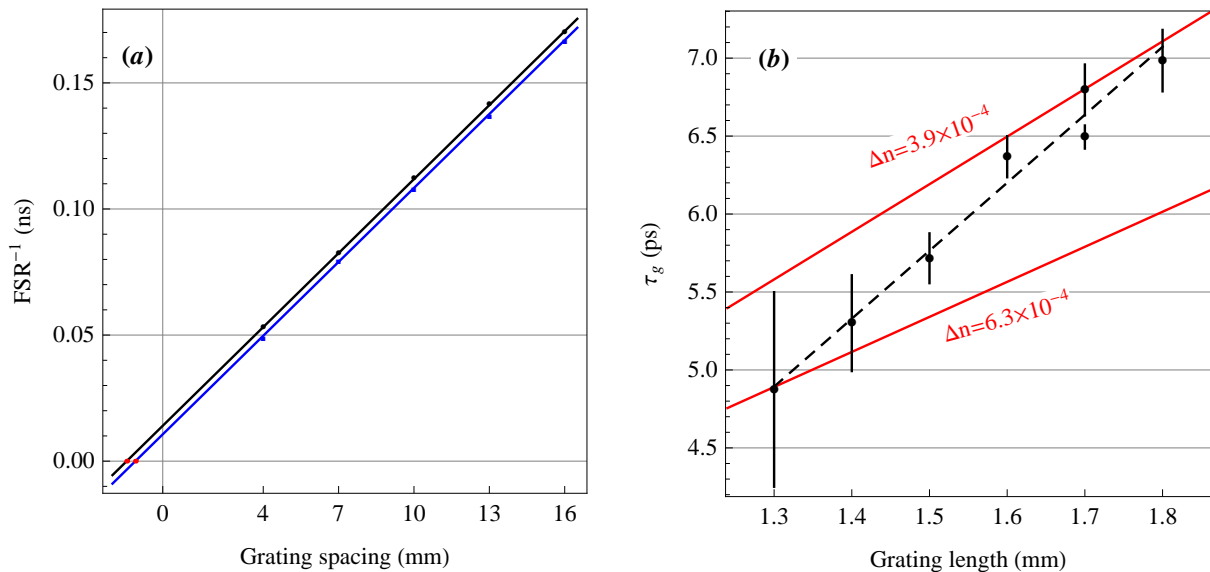 (a)
0.15
0.10
0.05
0.00
FSR⁻¹ (ns)
0 4 7 10 13 16
Grating spacing (mm)
(b)
7.0
6.5
6.0
5.5
5.0
4.5
τg (ps)
Δn=3.9×10⁻⁴
Δn=6.3×10⁻⁴
1.3 1.4 1.5 1.6 1.7 1.8
Grating length (mm)